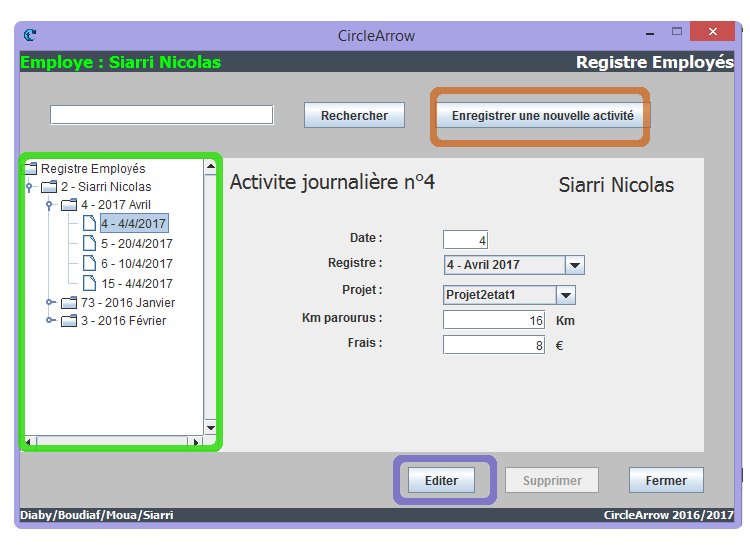 CircleArrow
Employe : Siarri Nicolas
Registre Employés
Rechercher
Enregistrer une nouvelle activité
Registre Employés
2 - Siarri Nicolas
4 - 2017 Avril
4 - 4/4/2017
5 - 20/4/2017
6 - 10/4/2017
15 - 4/4/2017
73 - 2016 Janvier
3 - 2016 Février
Activite journalière n°4
Siarri Nicolas
Date : 4
Registre : 4 - Avril 2017
Projet : Projet2etat1
Km parourus : 16 Km
Frais : 8 €
Editer
Supprimer
Fermer
Diaby/Boudiaf/Moua/Siarri
CircleArrow 2016/2017